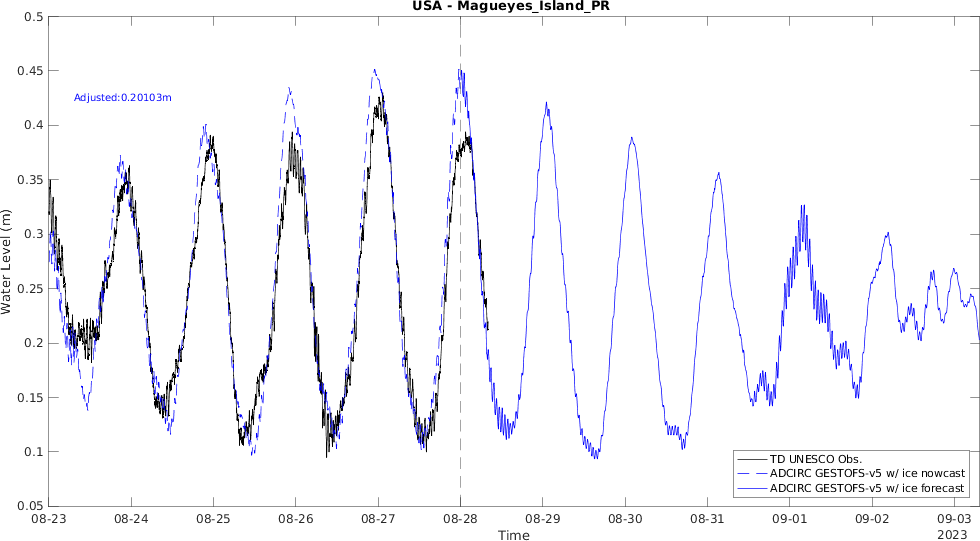 USA - Magueyes_Island_PR
0.5
0.45
0.4
0.35
0.3
0.25
0.2
0.15
0.1
0.05
Water Level (m)
Adjusted:0.20103m
TD UNESCO Obs.
ADCIRC GESTOFS-v5 w/ ice nowcast
ADCIRC GESTOFS-v5 w/ ice forecast
08-23 08-24 08-25 08-26 08-27 08-28 08-29 08-30 08-31 09-01 09-02 09-03
Time 2023